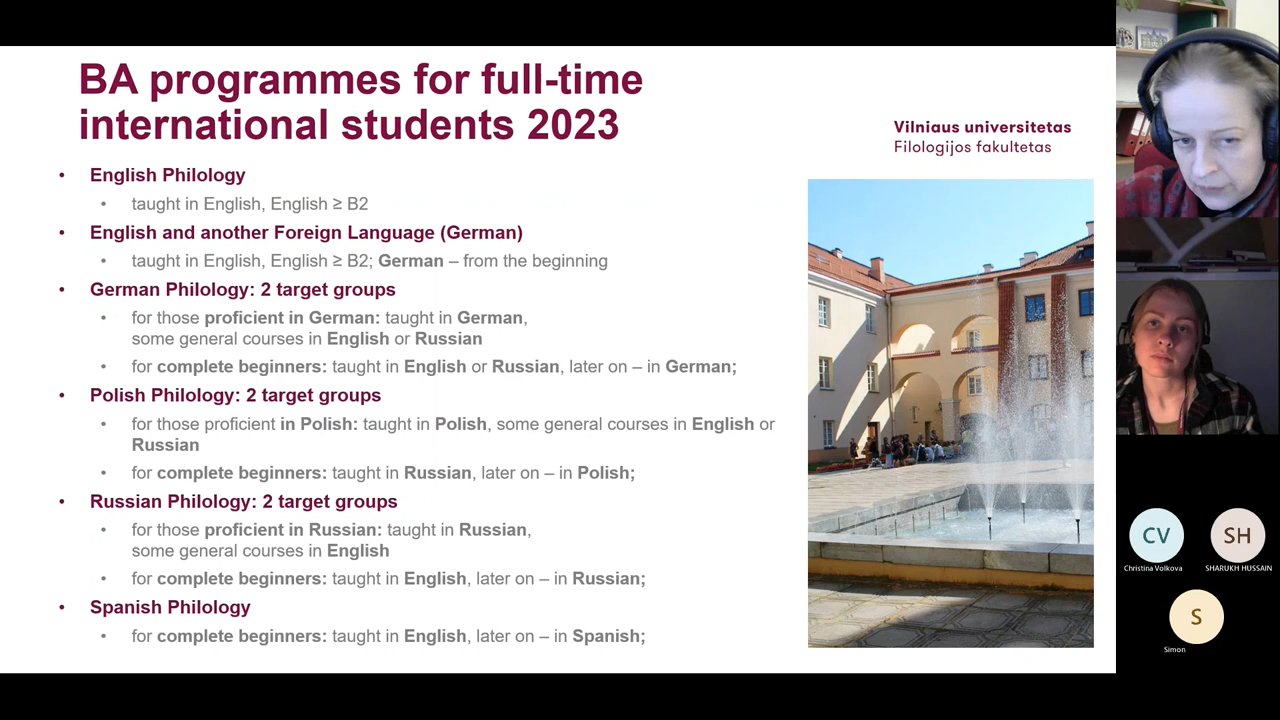 BA programmes for full-time
international students 2023
Vilniaus universitetas
Filologijos fakultetas
• English Philology
• taught in English, English ≥ B2
• English and another Foreign Language (German)
• taught in English, English ≥ B2; German – from the beginning
• German Philology: 2 target groups
• for those proficient in German: taught in German,
some general courses in English or Russian
• for complete beginners: taught in English or Russian, later on – in German;
• Polish Philology: 2 target groups
• for those proficient in Polish: taught in Polish, some general courses in English or
Russian
• for complete beginners: taught in Russian, later on – in Polish;
• Russian Philology: 2 target groups
• for those proficient in Russian: taught in Russian,
some general courses in English
• for complete beginners: taught in English, later on – in Russian;
• Spanish Philology
• for complete beginners: taught in English, later on – in Spanish;
CV
SH
Christina Volkova
SHARUKH HUSSAIN
S
Simon